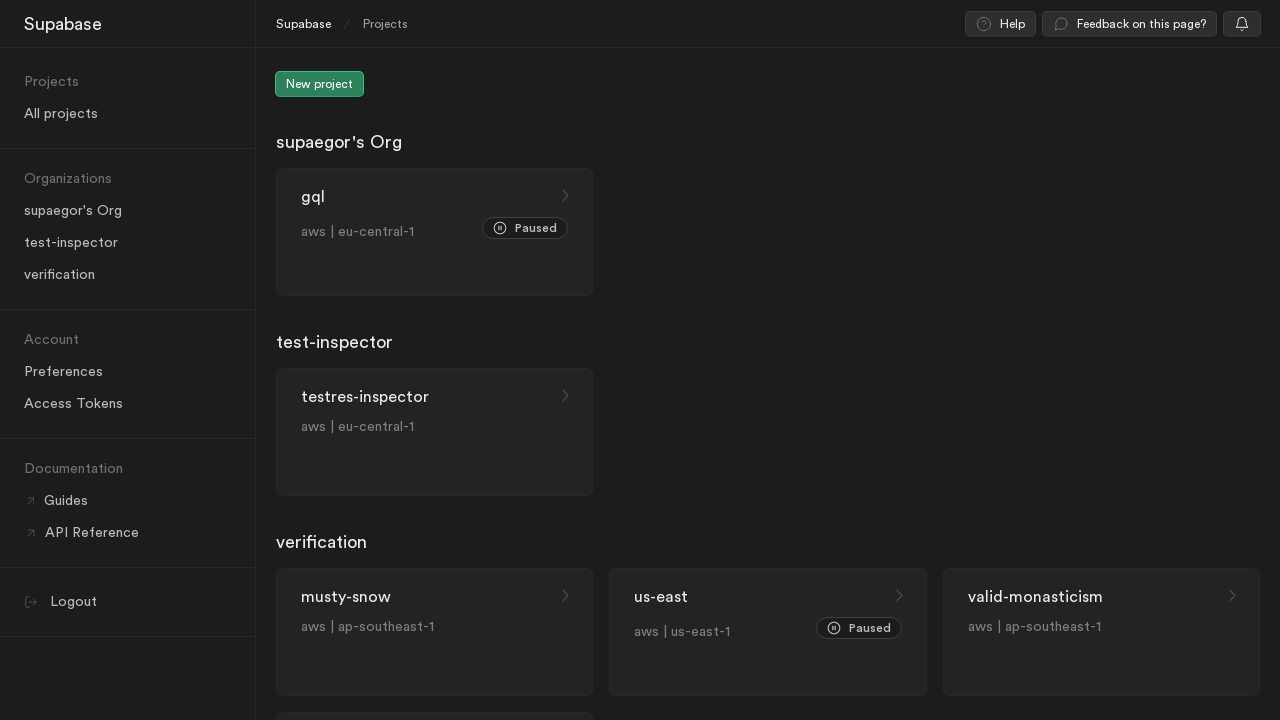 Supabase
Supabase / Projects
Help
Feedback on this page?
Projects
All projects
Organizations
supaegor's Org
test-inspector
verification
Account
Preferences
Access Tokens
Documentation
Guides
API Reference
Logout
New project
supaegor's Org
gql
aws | eu-central-1
Paused
test-inspector
testres-inspector
aws | eu-central-1
verification
musty-snow
aws | ap-southeast-1
us-east
aws | us-east-1
Paused
valid-monasticism
aws | ap-southeast-1